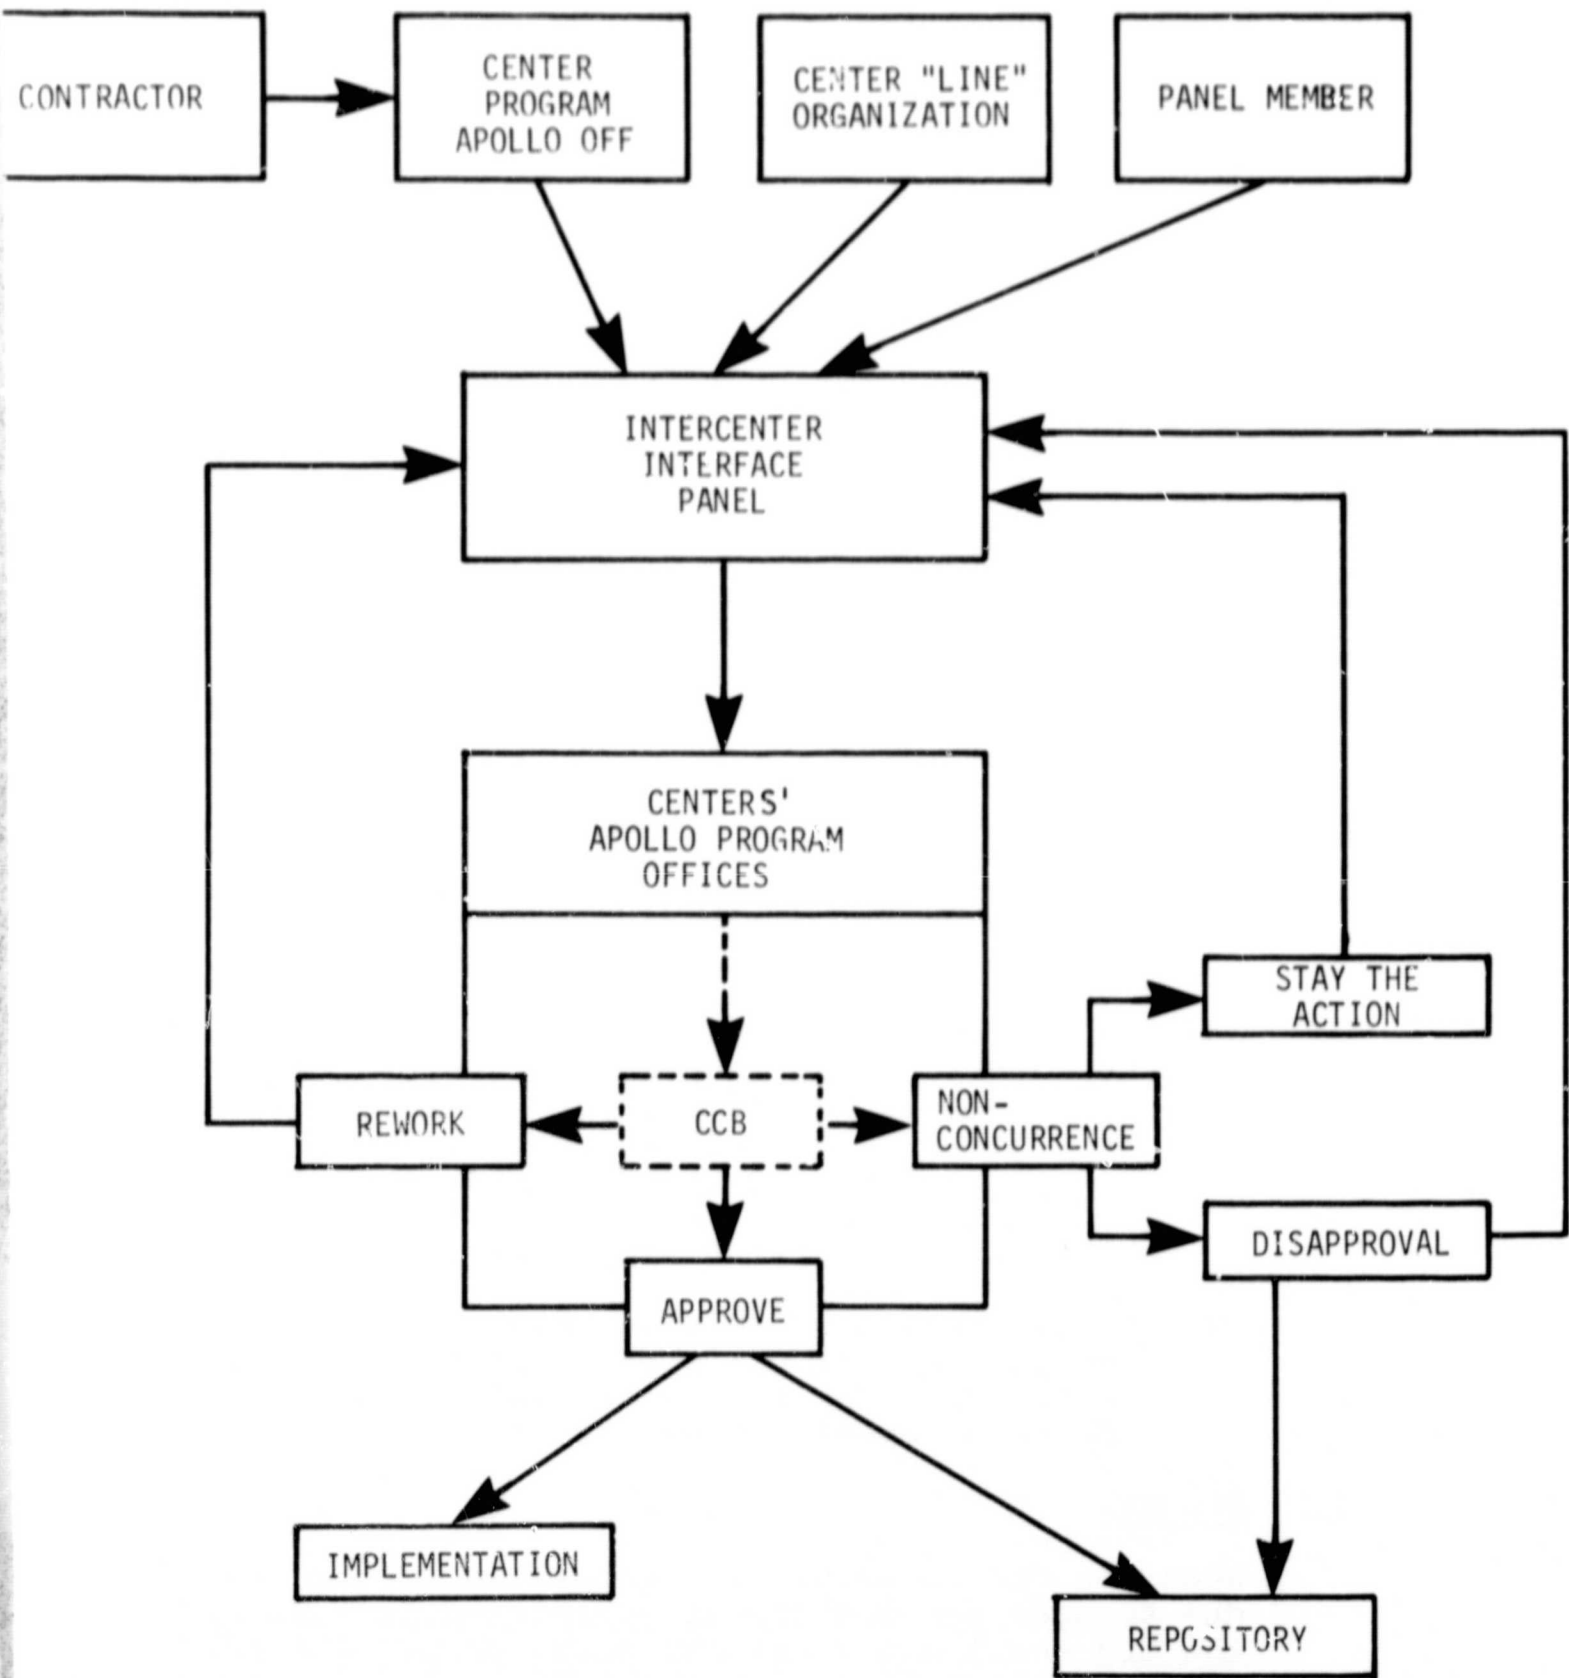 CONTRACTOR
CENTER
PROGRAM
APOLLO OFF
CENTER "LINE"
ORGANIZATION
PANEL MEMBER
INTERCENTER
INTERFACE
PANEL
CENTERS'
APOLLO PROGRAM
OFFICES
STAY THE
ACTION
REWORK
CCB
NON-
CONCURRENCE
DISAPPROVAL
APPROVE
IMPLEMENTATION
REPOSITORY